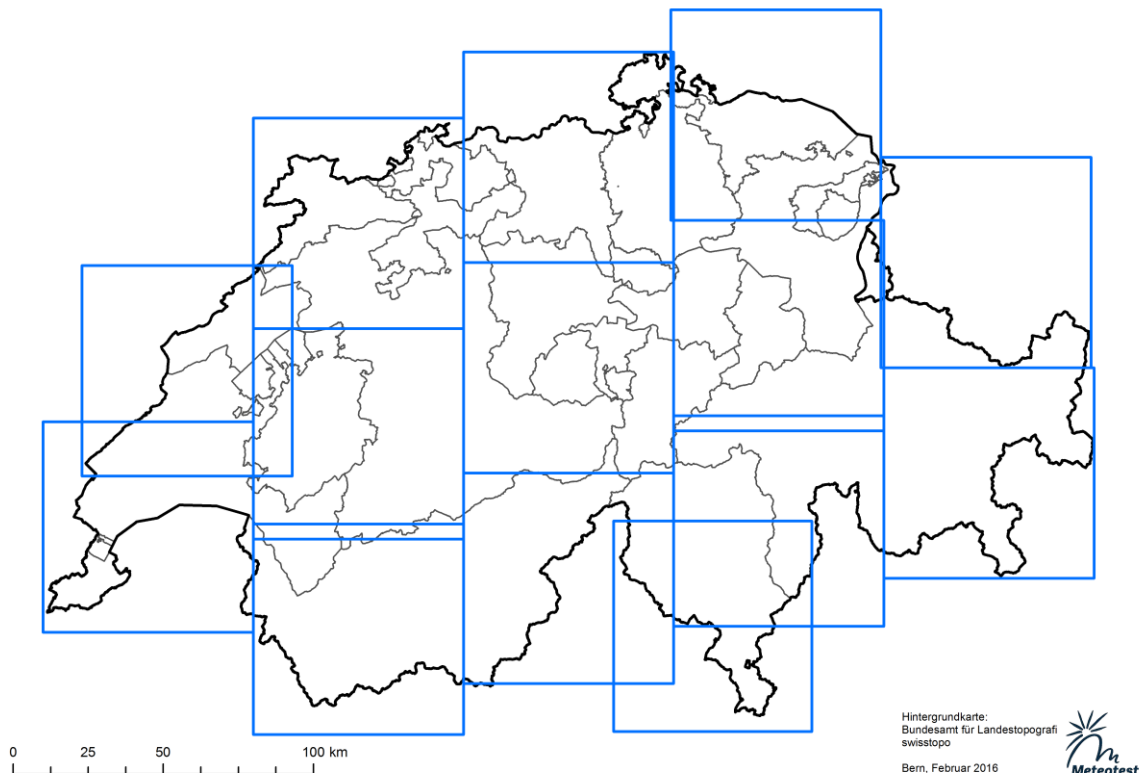 Hintergrundkarte:
Bundesamt für Landestopografi
swisstopo
Bern, Februar 2016
Meteotest
0 25 50 100 km